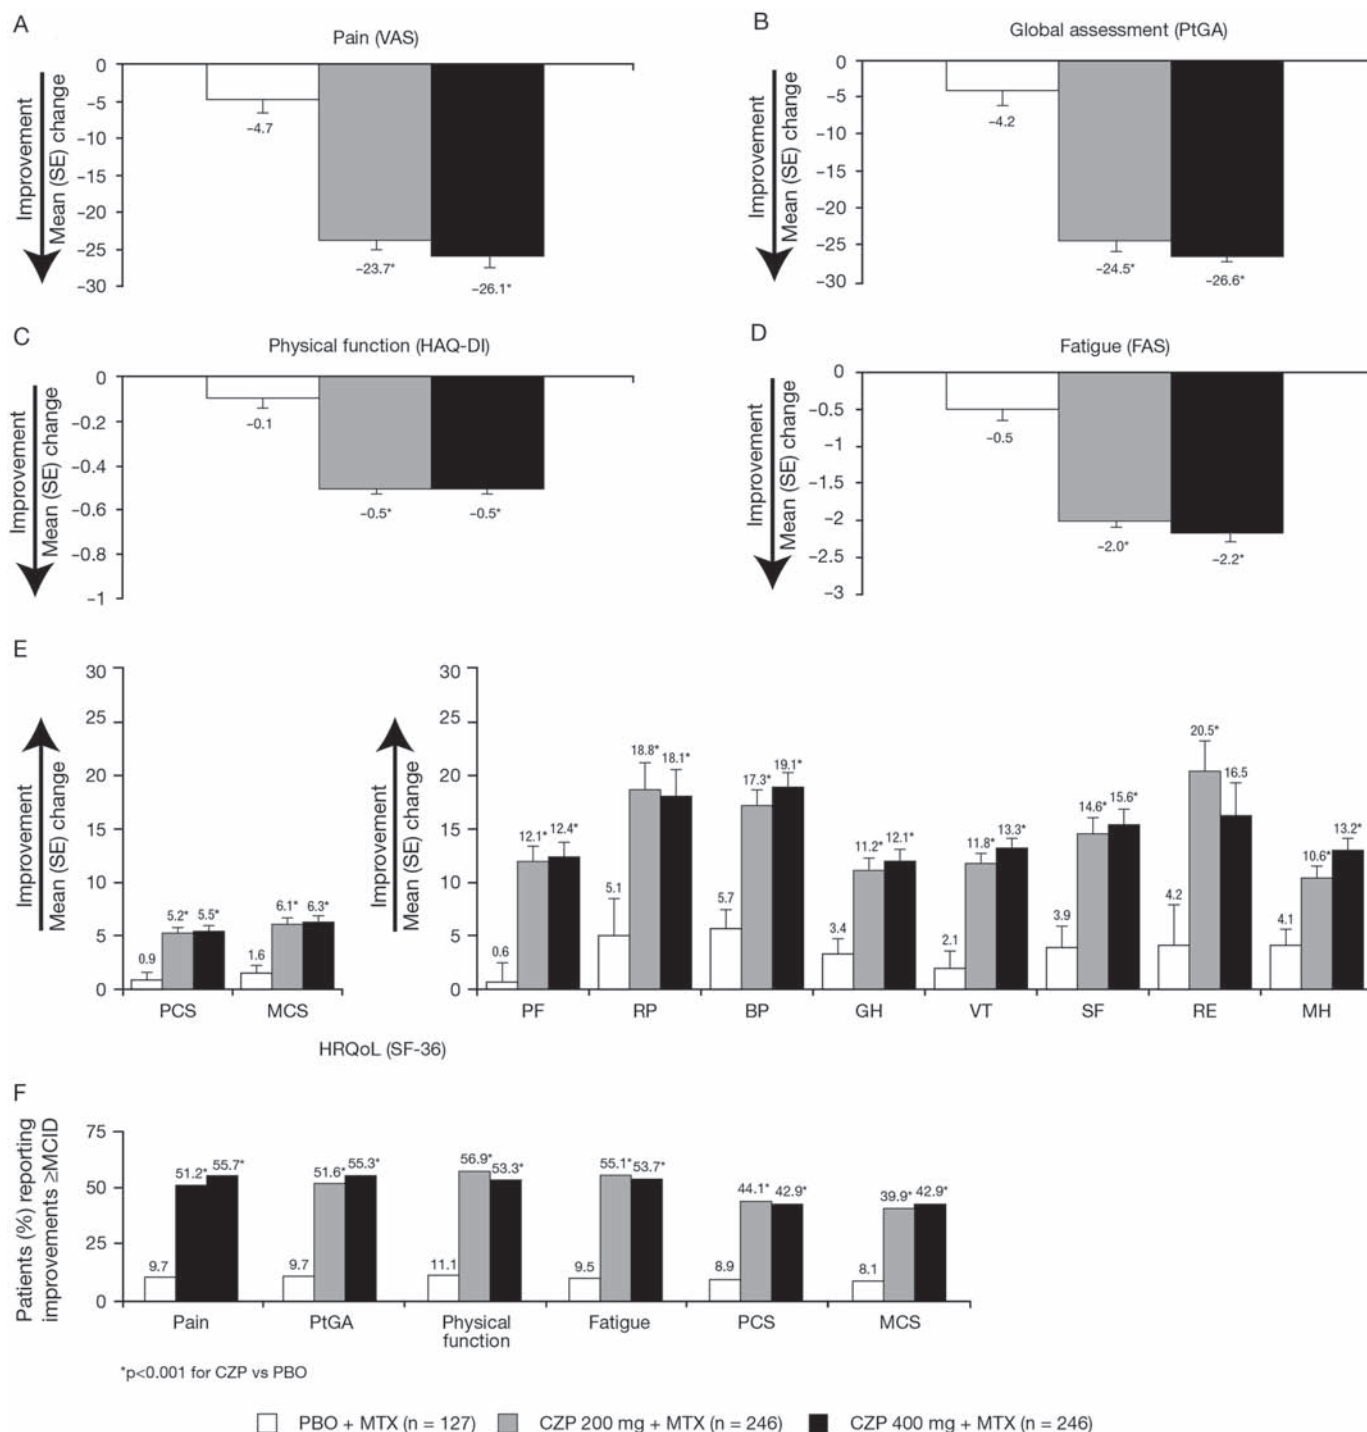 A
Pain (VAS)
Improvement
Mean (SE) change
0
−5
−10
−15
−20
−25
−30
−4.7
−23.7*
−26.1*
B
Global assessment (PtGA)
Improvement
Mean (SE) change
0
−5
−10
−15
−20
−25
−30
−4.2
−24.5*
−26.6*
C
Physical function (HAQ-DI)
Improvement
Mean (SE) change
0
−0.2
−0.4
−0.6
−0.8
−1
−0.1
−0.5*
−0.5*
D
Fatigue (FAS)
Improvement
Mean (SE) change
0
−0.5
−1
−1.5
−2
−2.5
−3
−0.5
−2.0*
−2.2*
E
Improvement
Mean (SE) change
30
25
20
15
10
5
0
0.9
5.2*
5.5*
1.6
6.1*
6.3*
PCS
MCS
Improvement
Mean (SE) change
30
25
20
15
10
5
0
0.6
12.1*
12.4*
5.1
18.8*
18.1*
5.7
17.3*
19.1*
3.4
11.2*
12.1*
2.1
11.8*
13.3*
3.9
14.6*
15.6*
4.2
20.5*
16.5
4.1
10.6*
13.2*
PF
RP
BP
GH
VT
SF
RE
MH
HRQoL (SF-36)
F
Patients (%) reporting
improvements ≥MCID
75
50
25
0
9.7
51.2*
55.7*
9.7
51.6*
55.3*
11.1
56.9*
53.3*
9.5
55.1*
53.7*
8.9
44.1*
42.9*
8.1
39.9*
42.9*
Pain
PtGA
Physical
function
Fatigue
PCS
MCS
*p<0.001 for CZP vs PBO
PBO + MTX (n = 127)
CZP 200 mg + MTX (n = 246)
CZP 400 mg + MTX (n = 246)